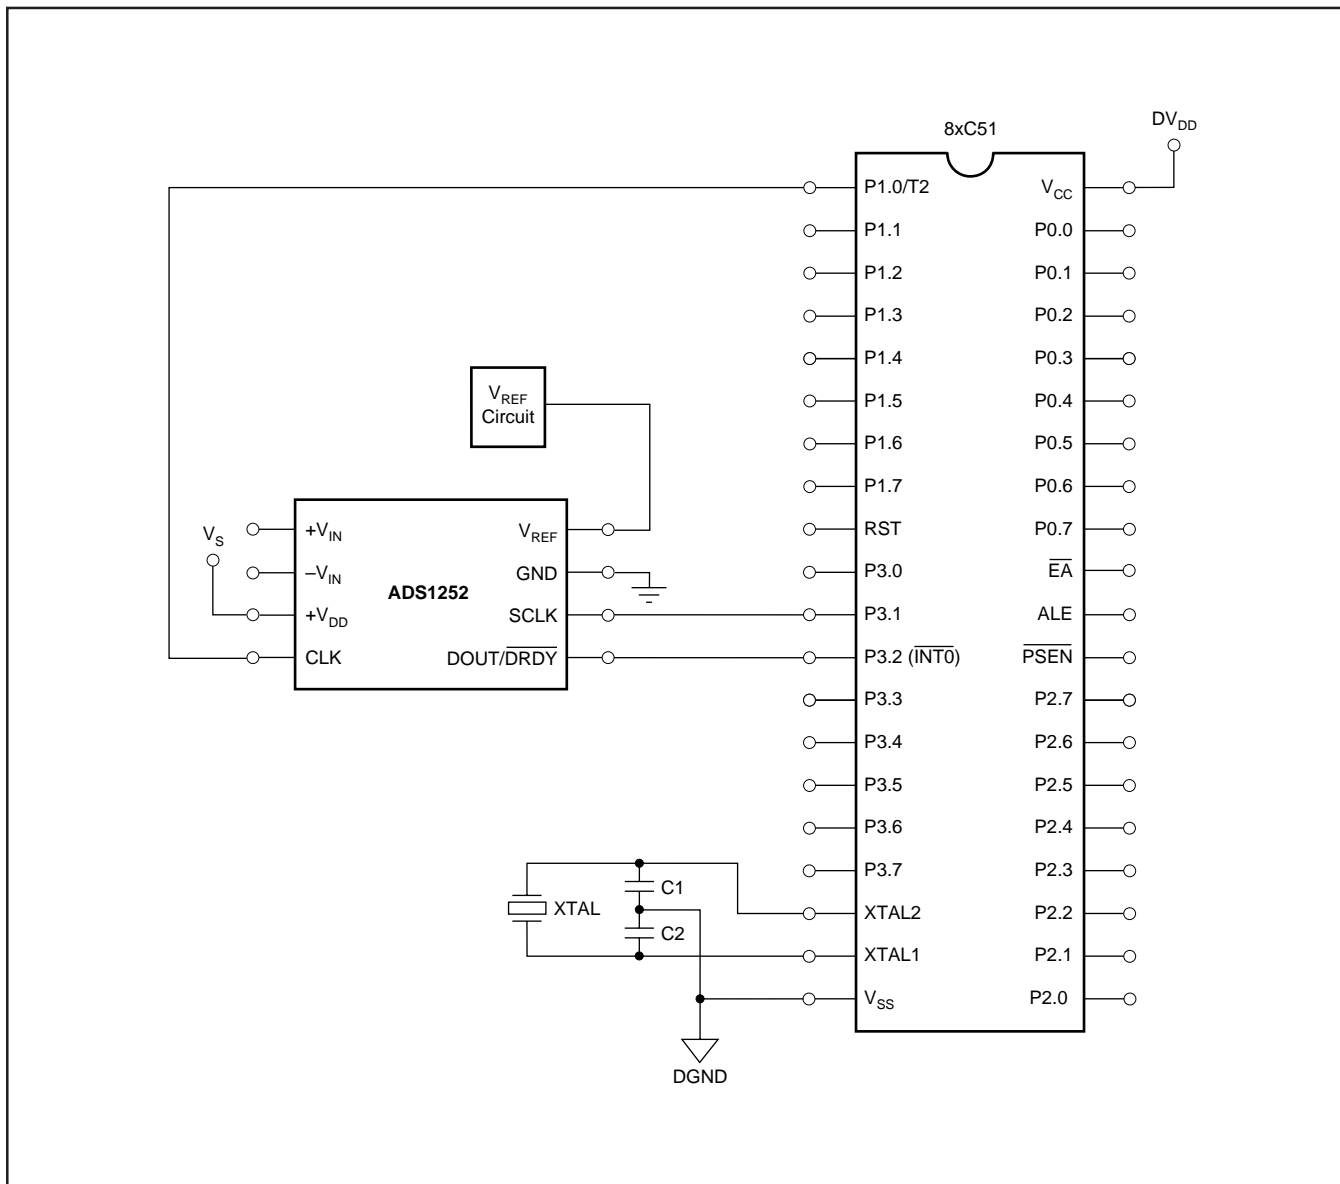 8xC51
DV_DD
P1.0/T2
V_CC
P1.1
P0.0
P1.2
P0.1
P1.3
P0.2
P1.4
P0.3
P1.5
P0.4
P1.6
P0.5
P1.7
P0.6
RST
P0.7
P3.0
E̅A̅
P3.1
ALE
P3.2 (I̅N̅T̅0̅)
P̅S̅E̅N̅
P3.3
P2.7
P3.4
P2.6
P3.5
P2.5
P3.6
P2.4
P3.7
P2.3
XTAL2
P2.2
XTAL1
P2.1
V_SS
P2.0
V_REF
Circuit
V_S
+V_IN
V_REF
–V_IN
GND
ADS1252
+V_DD
SCLK
CLK
DOUT/D̅R̅D̅Y̅
XTAL
C1
C2
DGND